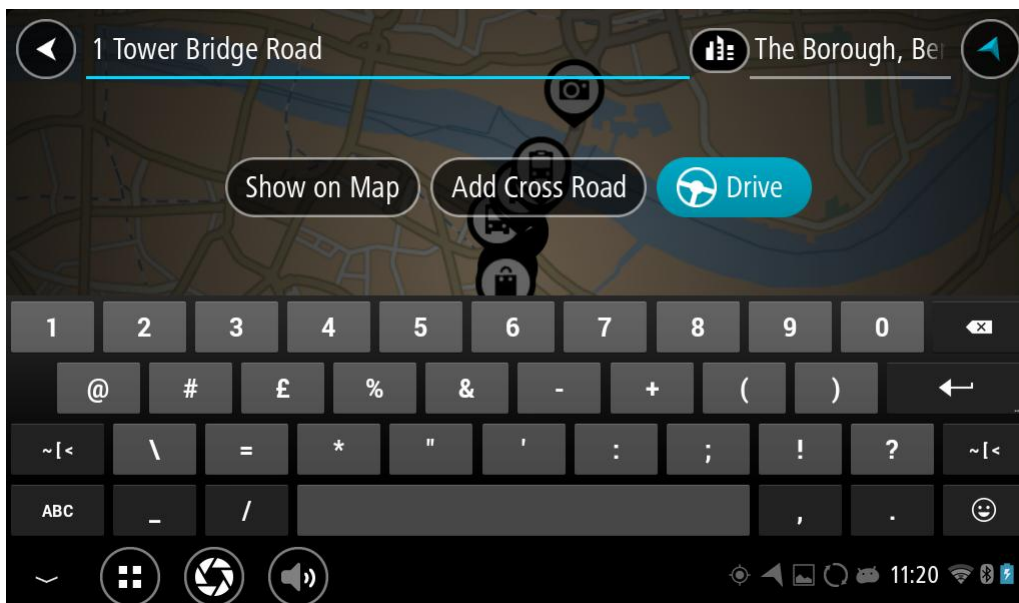 1 Tower Bridge Road The Borough, Ber
Show on Map Add Cross Road Drive
1 2 3 4 5 6 7 8 9 0
@ # £ % & - + ( )
~[< \ = * " ' : ; ! ? ~[<
ABC _ / , .
11:20